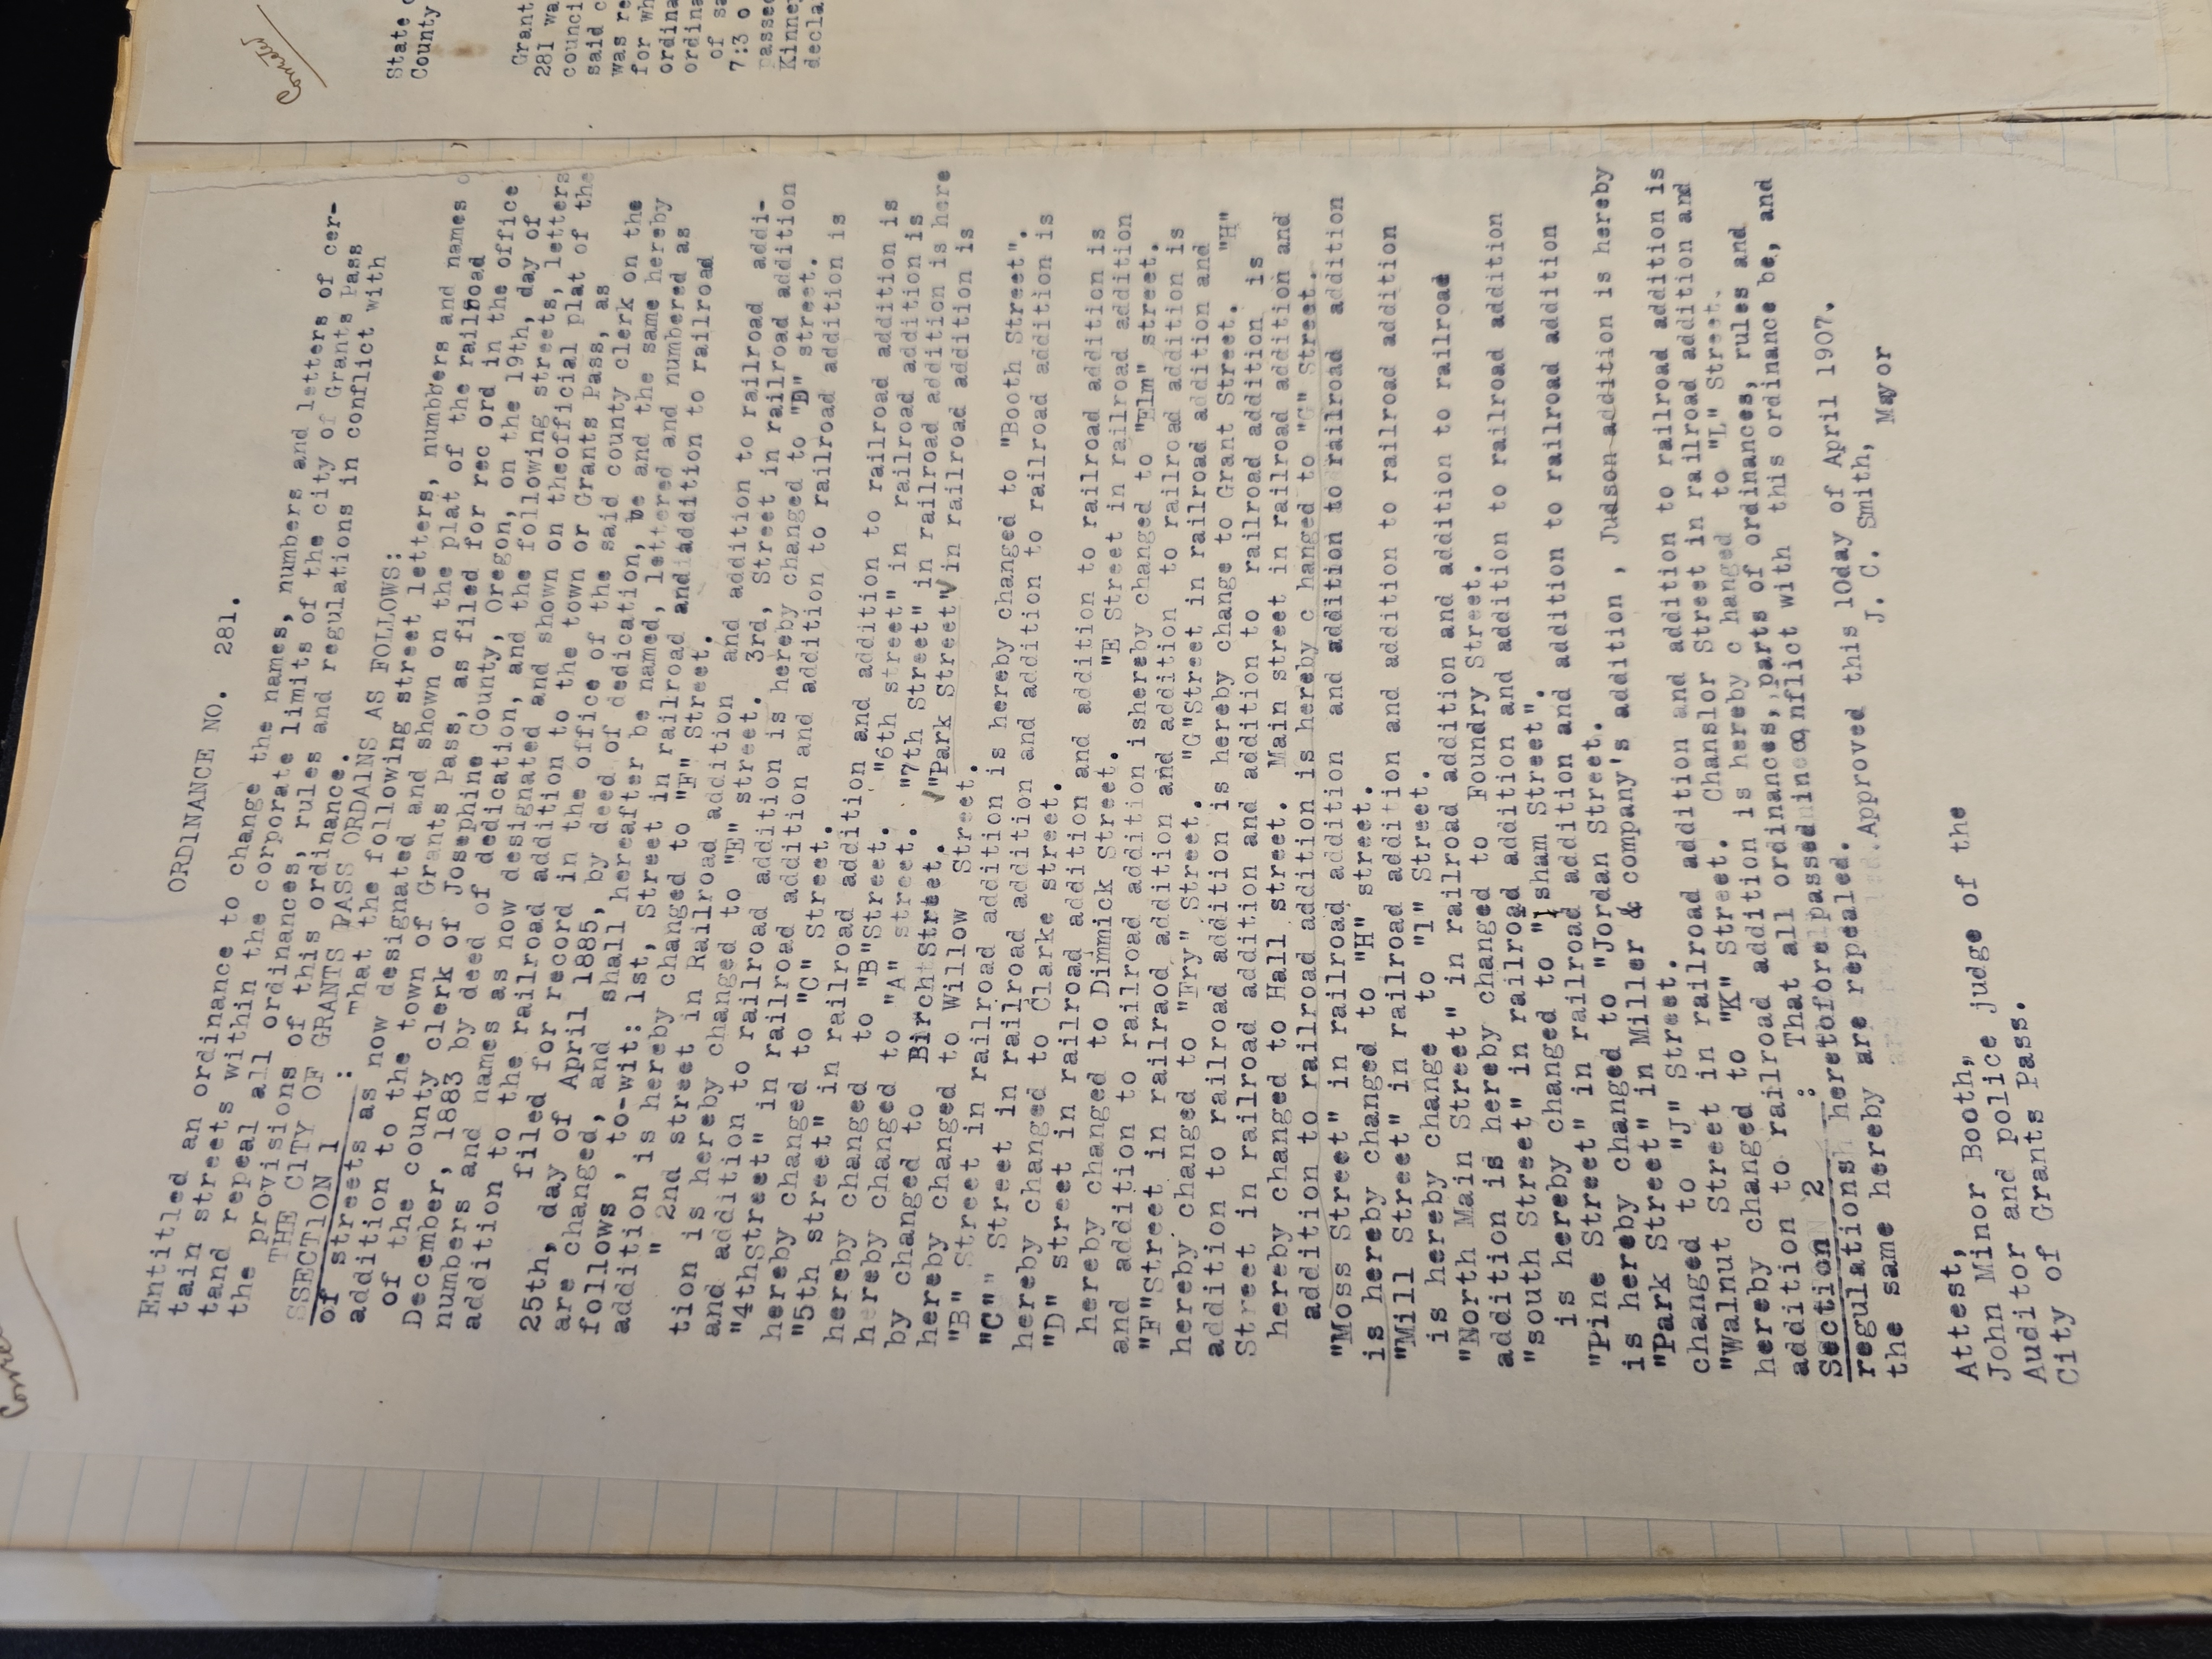 ORDINANCE NO. 281.
Entitled an ordinance to change the names, numbers and letters of cer-
tain streets within the corporate limits of the city of Grants Pass
tand repeal all ordinances, rules and regulations in conflict with
the provisions of this ordinance.
THE CITY OF GRANTS PASS ORDAINS AS FOLLOWS:
SSECTION 1 That the following street letters, numbers and names
of streets : 
addition as now designated and shown on the plat of the railroad
of to the town of Grants Pass, as filed for rec ord in the office
of the county clerk of Josephine County, Oregon, on the 19th, day of
December, 1883 by deed of dedication, and the following streets, letters
numbers and names as now designated and shown on theofficial plat of the
addition to the railroad addition to the town or Grants Pass, as
25th, filed for record in the office of the said county clerk on the
day of April 1885, by deed of dedication, be and the same hereby
are changed, and shall hereafter be named, lettered and numbered as
follows , to-wit: 1st, Street in railroad and addition to railroad
addition is hereby changed to "F" Street.
" 2nd street in Railroad addition and addition to railroad addi-
tion is hereby changed to "E" street. 3rd, Street in railroad addition
and addition to railroad addition is hereby changed to "D" street.
"4thStreet" in railroad addition and addition to railroad addition is
hereby changed to "C" Street.
"5th street" in railroad addition and addition to railroad addition is
hereby changed to "B"Street. "6th street" in railroad addition is
hereby changed to "A" street. "7th Street" in railroad addition is here
by changed to BirchStreet. √"Park Street"√in railroad addition is
hereby changed to Willow Street.
"B" Street in railroad addition is hereby changed to "Booth Street".
"C" Street in railroad addition and addition to railroad addition is
hereby changed to Clarke street.
"D" street in railroad addition and addition to railroad addition is
hereby changed to Dimmick Street. "E Street in railroad addition
and addition to railroad addition ishereby changed to "Elm" street.
"F"Street in railraod addition and addition to railroad addition is
hereby changed to "Fry" Street. "G"Street in railroad addition and
addition to railroad addition is hereby change to Grant Street. "H"
Street in railroad addition and addition to railroad addition is
hereby changed to Hall street. Main street in railroad addition and
addition to railroad addition is hereby c hanged to "G" Street.
"Moss Street" in railroad addition and addition to railroad addition
is hereby changed to "H" street.
"Mill Street" in railroad addition and addition to railroad addition
is hereby change to "1" Street.
"North Main Street" in railroad addition and addition to railroad
addition is hereby changed to Foundry Street.
"south Street" in railroad addition and addition to railroad addition
is hereby changed to "1sham Street".
"Pine Street" in railroad addition and addition to railroad addition
is hereby changed to "Jordan Street.
"Park Street" in Miller & company's addition , Judson addition is hereby
changed to "J" Street.
"Walnut Street in railroad addition and addition to railroad addition is
hereby changed to "K" Street. Chanslor Street in railroad addition and
addition to railroad addition is hereby c hanged to "L" Street.
Section 2 : That all ordinances, parts of ordinances, rules and
regulations heretofore passed in conflict with this ordinance be, and
the same hereby are repealed.
Approved this 10day of April 1907.
J. C. Smith, Mayor
Attest,
John Minor Booth,
Auditor and police judge of the
City of Grants Pass.
Corrected
State
County
Grant
281 wa
counci
said c
was re
for wh
ordina
ordina
of sa
7:3 o
passed
Kinney
decla